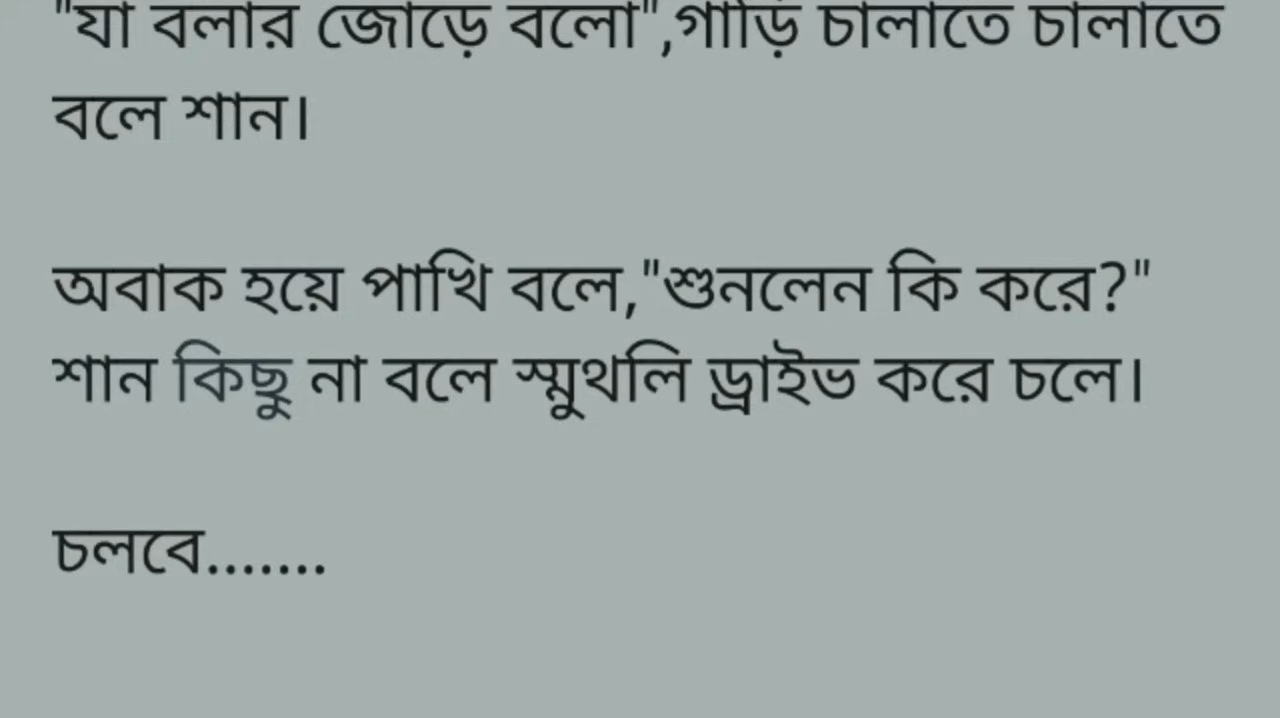 "যা বলার জোড়ে বলো",গাড়ি চালাতে চালাতে
বলে শান।
অবাক হয়ে পাখি বলে,"শুনলেন কি করে?"
শান কিছু না বলে স্মুথলি ড্রাইভ করে চলে।
চলবে.......